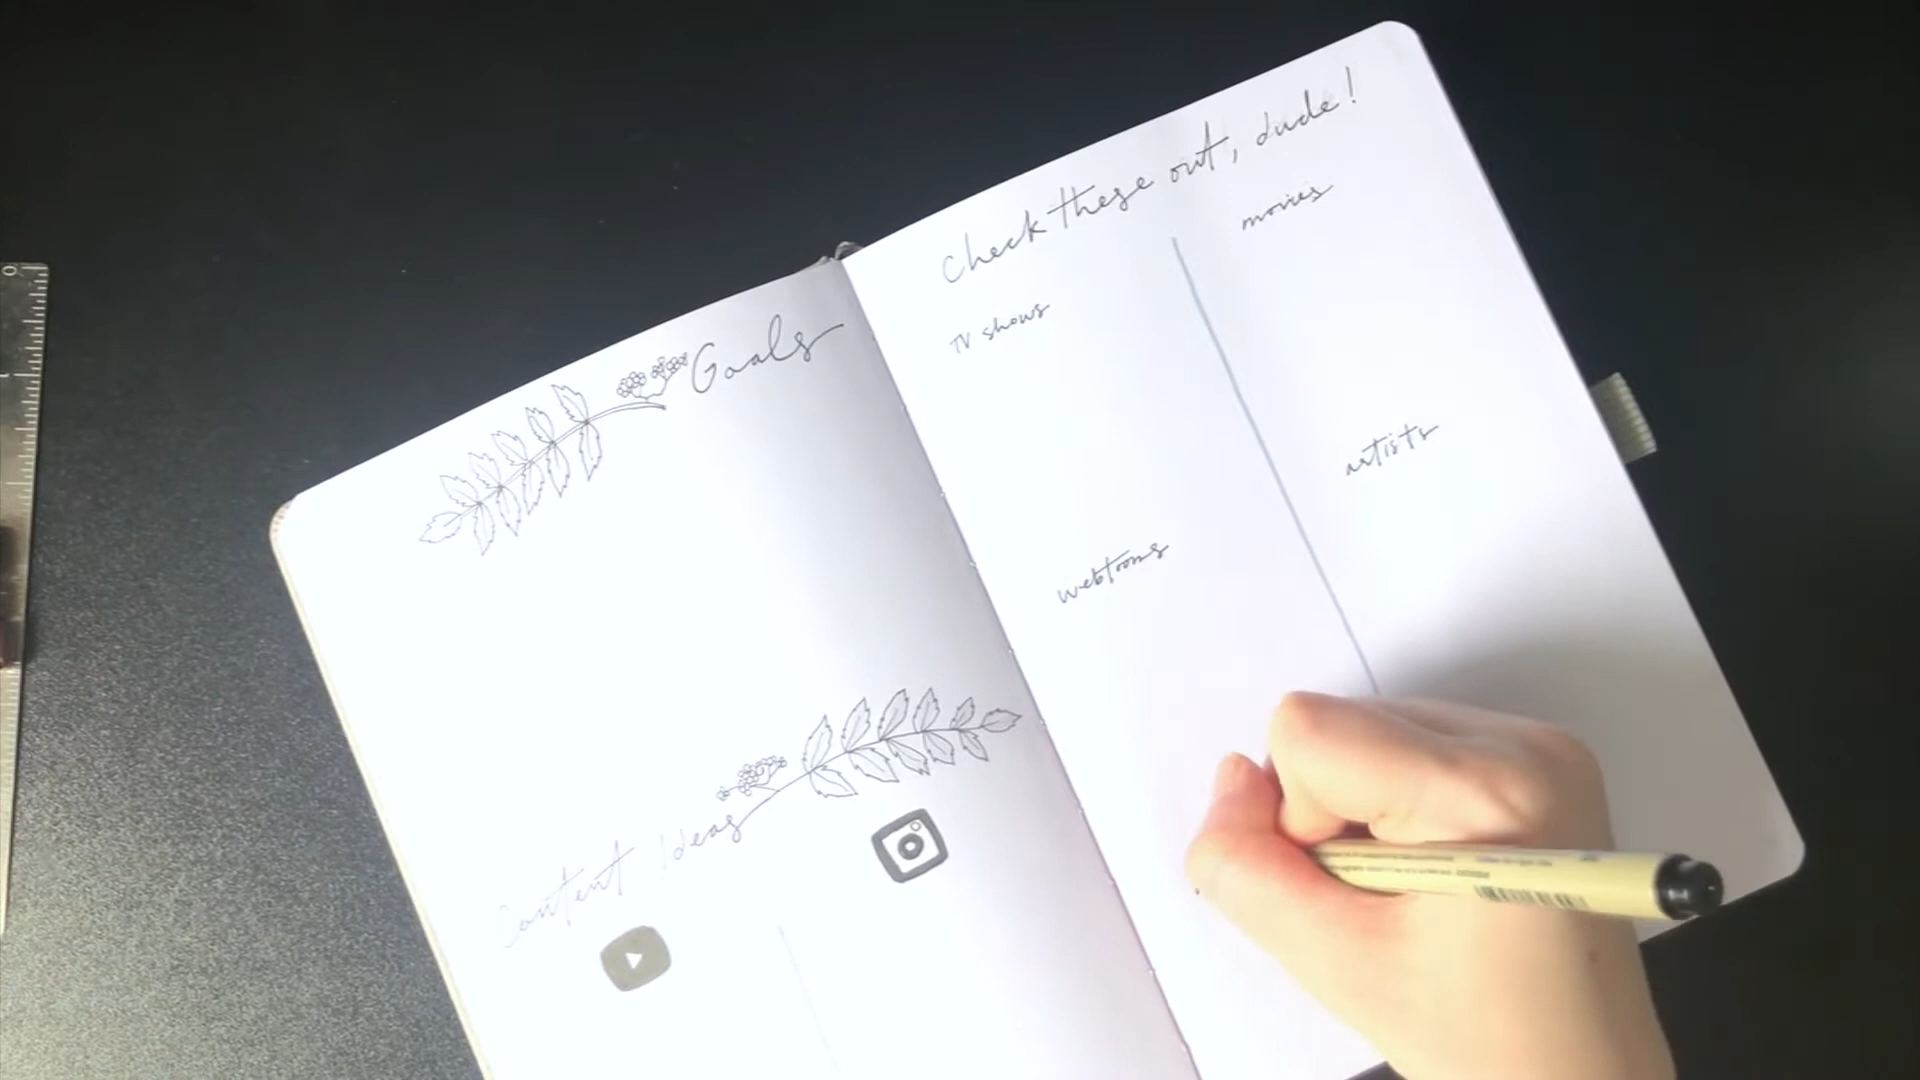 Goals
Content Ideas
Check these out, dude!
TV shows
movies
artists
webtoons